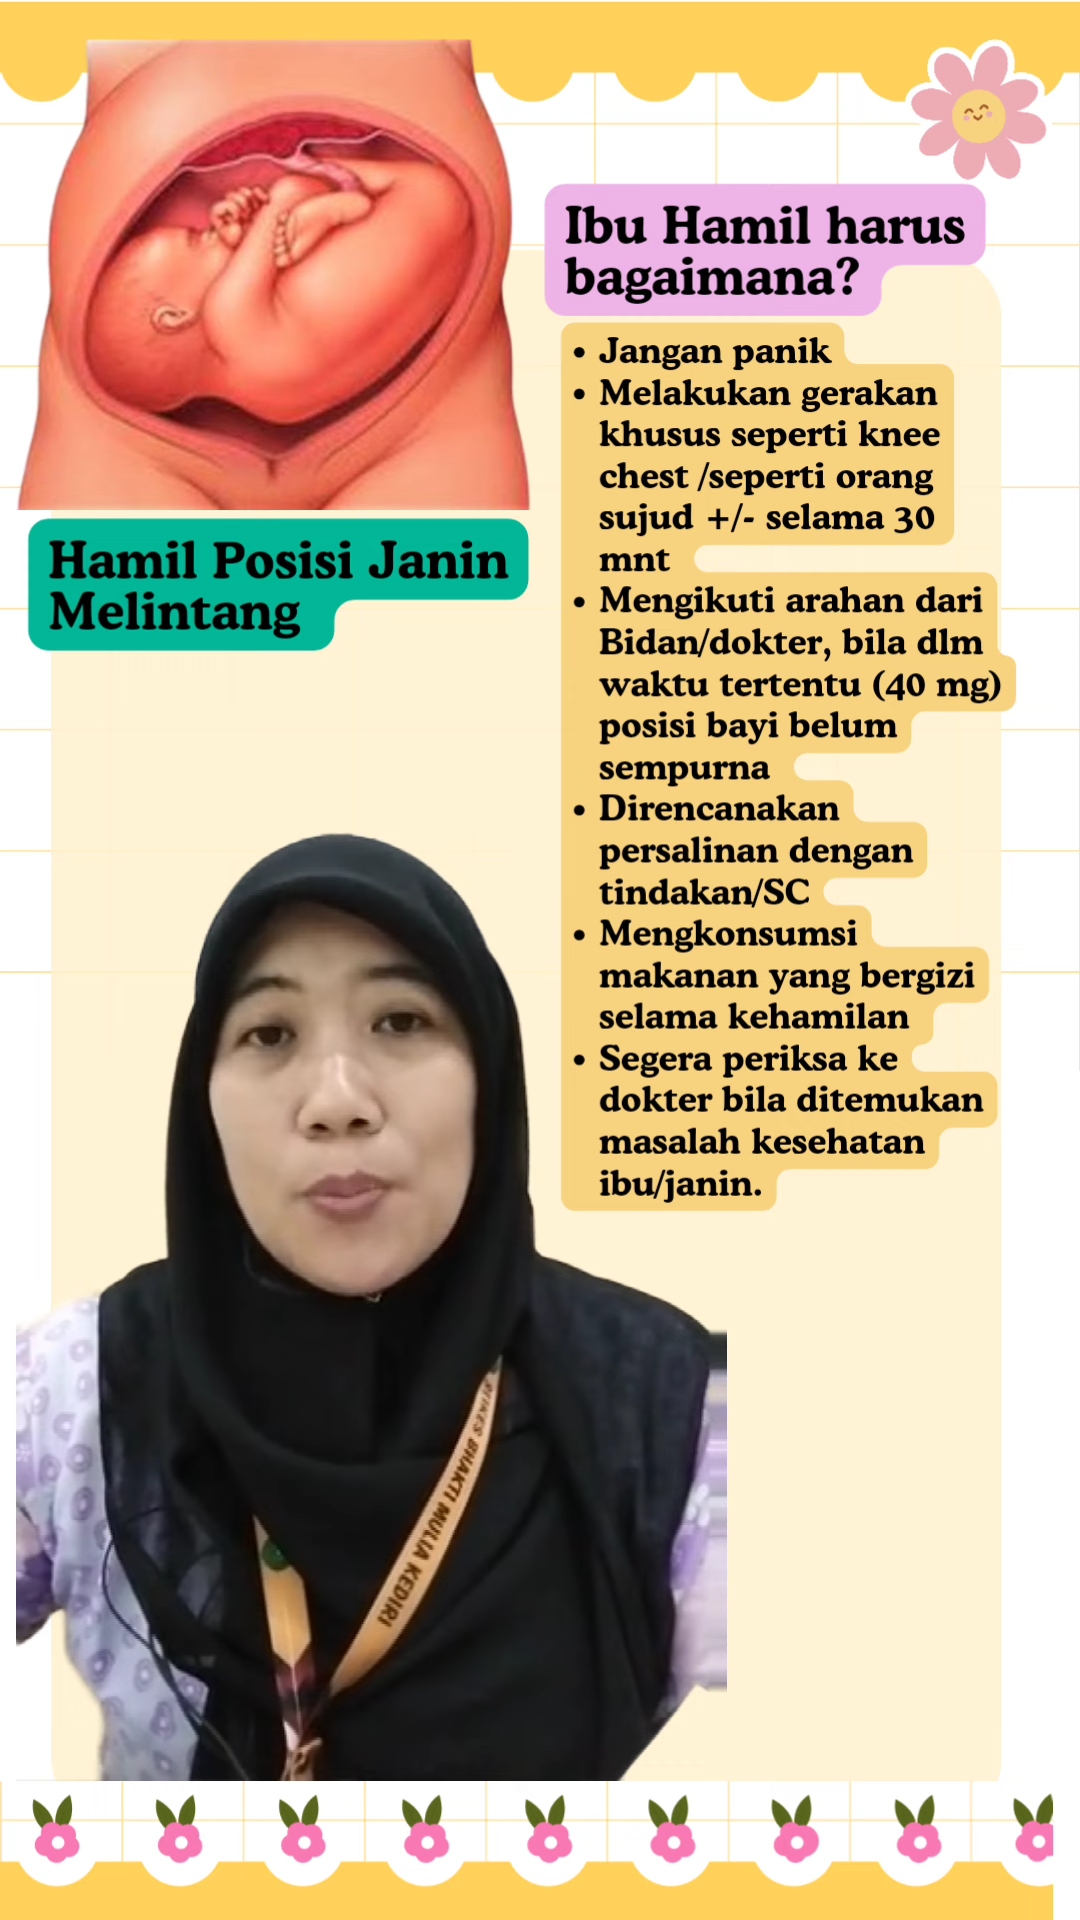 Ibu Hamil harus
bagaimana?
• Jangan panik
• Melakukan gerakan
khusus seperti knee
chest /seperti orang
sujud +/- selama 30
mnt
• Mengikuti arahan dari
Bidan/dokter, bila dlm
waktu tertentu (40 mg)
posisi bayi belum
sempurna
• Direncanakan
persalinan dengan
tindakan/SC
• Mengkonsumsi
makanan yang bergizi
selama kehamilan
• Segera periksa ke
dokter bila ditemukan
masalah kesehatan
ibu/janin.
Hamil Posisi Janin
Melintang
BHAKTI MULIA KEDIRI